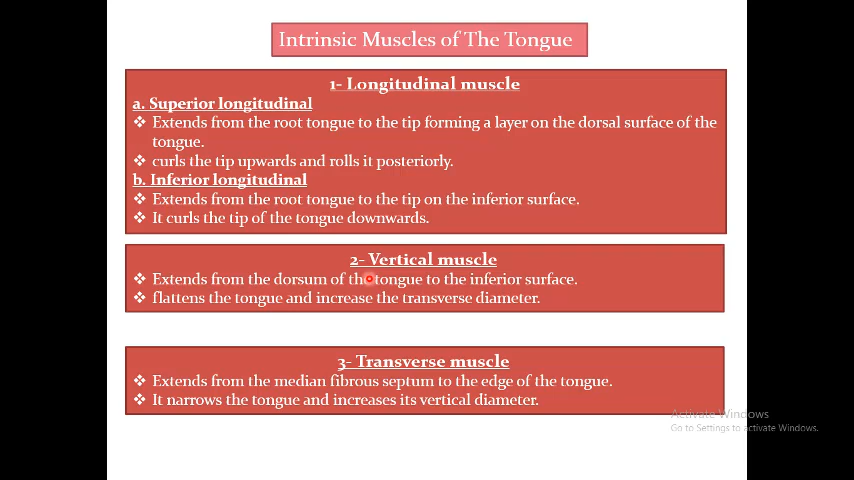 Intrinsic Muscles of The Tongue
1- Longitudinal muscle
a. Superior longitudinal
❖ Extends from the root tongue to the tip forming a layer on the dorsal surface of the
tongue.
❖ curls the tip upwards and rolls it posteriorly.
b. Inferior longitudinal
❖ Extends from the root tongue to the tip on the inferior surface.
❖ It curls the tip of the tongue downwards.
2- Vertical muscle
❖ Extends from the dorsum of the tongue to the inferior surface.
❖ flattens the tongue and increase the transverse diameter.
3- Transverse muscle
❖ Extends from the median fibrous septum to the edge of the tongue.
❖ It narrows the tongue and increases its vertical diameter.
Activate Windows
Go to Settings to activate Windows.